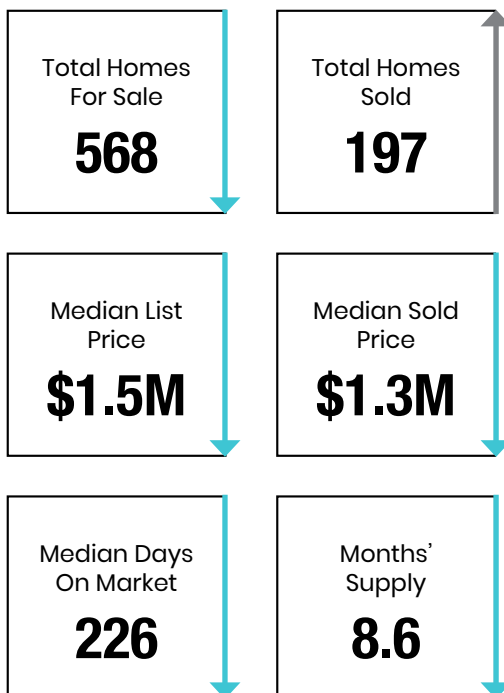 Total Homes
For Sale
568
Total Homes
Sold
197
Median List
Price
$1.5M
Median Sold
Price
$1.3M
Median Days
On Market
226
Months’
Supply
8.6